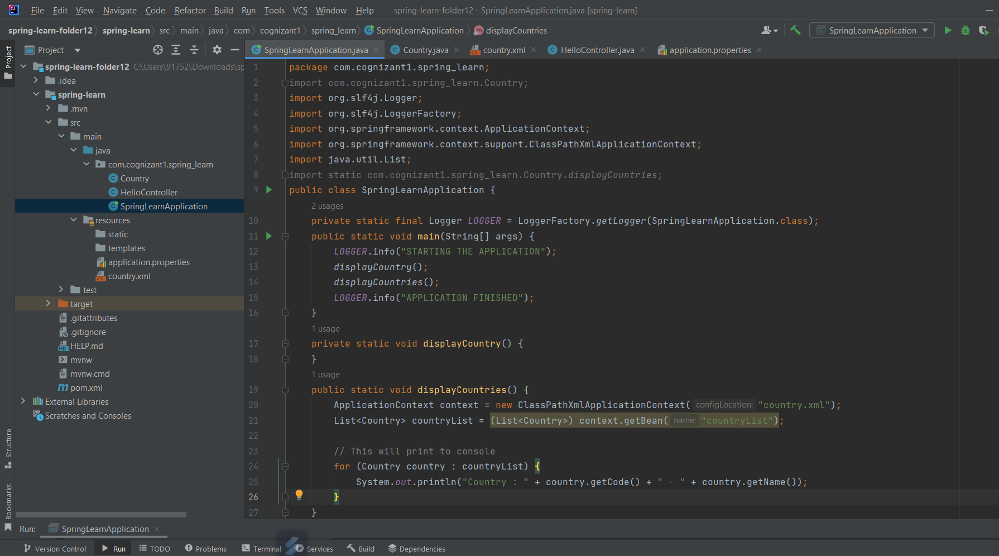 File Edit View Navigate Code Refactor Build Run Tools VCS Window Help spring-learn-folder12 - SpringLearnApplication.java [spring-learn]
spring-learn-folder12 spring-learn src main java com cognizant1 spring_learn SpringLearnApplication displayCountries SpringLearnApplication
Project
Project
SpringLearnApplication.java Country.java country.xml HelloController.java application.properties
spring-learn-folder12 C:\Users\91752\Downloads\sp
.idea
spring-learn
.mvn
src
main
java
com.cognizant1.spring_learn
Country
HelloController
SpringLearnApplication
resources
static
templates
application.properties
country.xml
test
target
.gitattributes
.gitignore
HELP.md
mvnw
mvnw.cmd
pom.xml
External Libraries
Scratches and Consoles
1 package com.cognizant1.spring_learn;
2 import com.cognizant1.spring_learn.Country;
3 import org.slf4j.Logger;
4 import org.slf4j.LoggerFactory;
5 import org.springframework.context.ApplicationContext;
6 import org.springframework.context.support.ClassPathXmlApplicationContext;
7 import java.util.List;
8 import static com.cognizant1.spring_learn.Country.displayCountries;
9 public class SpringLearnApplication {
2 usages
10 private static final Logger LOGGER = LoggerFactory.getLogger(SpringLearnApplication.class);
11 public static void main(String[] args) {
12 LOGGER.info("STARTING THE APPLICATION");
13 displayCountry();
14 displayCountries();
15 LOGGER.info("APPLICATION FINISHED");
16 }
1 usage
17 private static void displayCountry() {
18 }
1 usage
19 public static void displayCountries() {
20 ApplicationContext context = new ClassPathXmlApplicationContext( configLocation: "country.xml");
21 List<Country> countryList = (List<Country>) context.getBean( name: "countryList");
22
23 // This will print to console
24 for (Country country : countryList) {
25 System.out.println("Country : " + country.getCode() + " - " + country.getName());
26 }
27 }
Structure
Bookmarks
Run: SpringLearnApplication
Version Control Run TODO Problems Terminal Services Build Dependencies